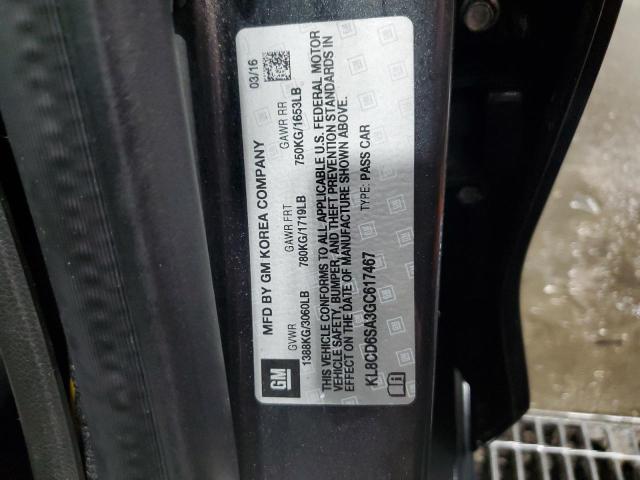 MFD BY GM KOREA COMPANY
03/16
GVWR GAWR FRT GAWR RR
1388KG/3060LB 780KG/1719LB 750KG/1653LB
THIS VEHICLE CONFORMS TO ALL APPLICABLE U.S. FEDERAL MOTOR
VEHICLE SAFETY, BUMPER, AND THEFT PREVENTION STANDARDS IN
EFFECT ON THE DATE OF MANUFACTURE SHOWN ABOVE.
TYPE: PASS CAR
KL8CD6SA3GC617467
GM